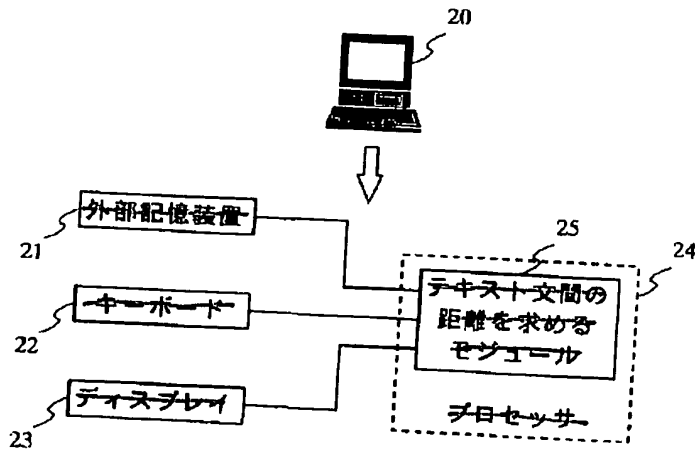 20
外部記憶装置
21
25
24
テキスト文間の
距離を求める
モジュール
キーボード
22
ディスプレイ
23
プロセッサー